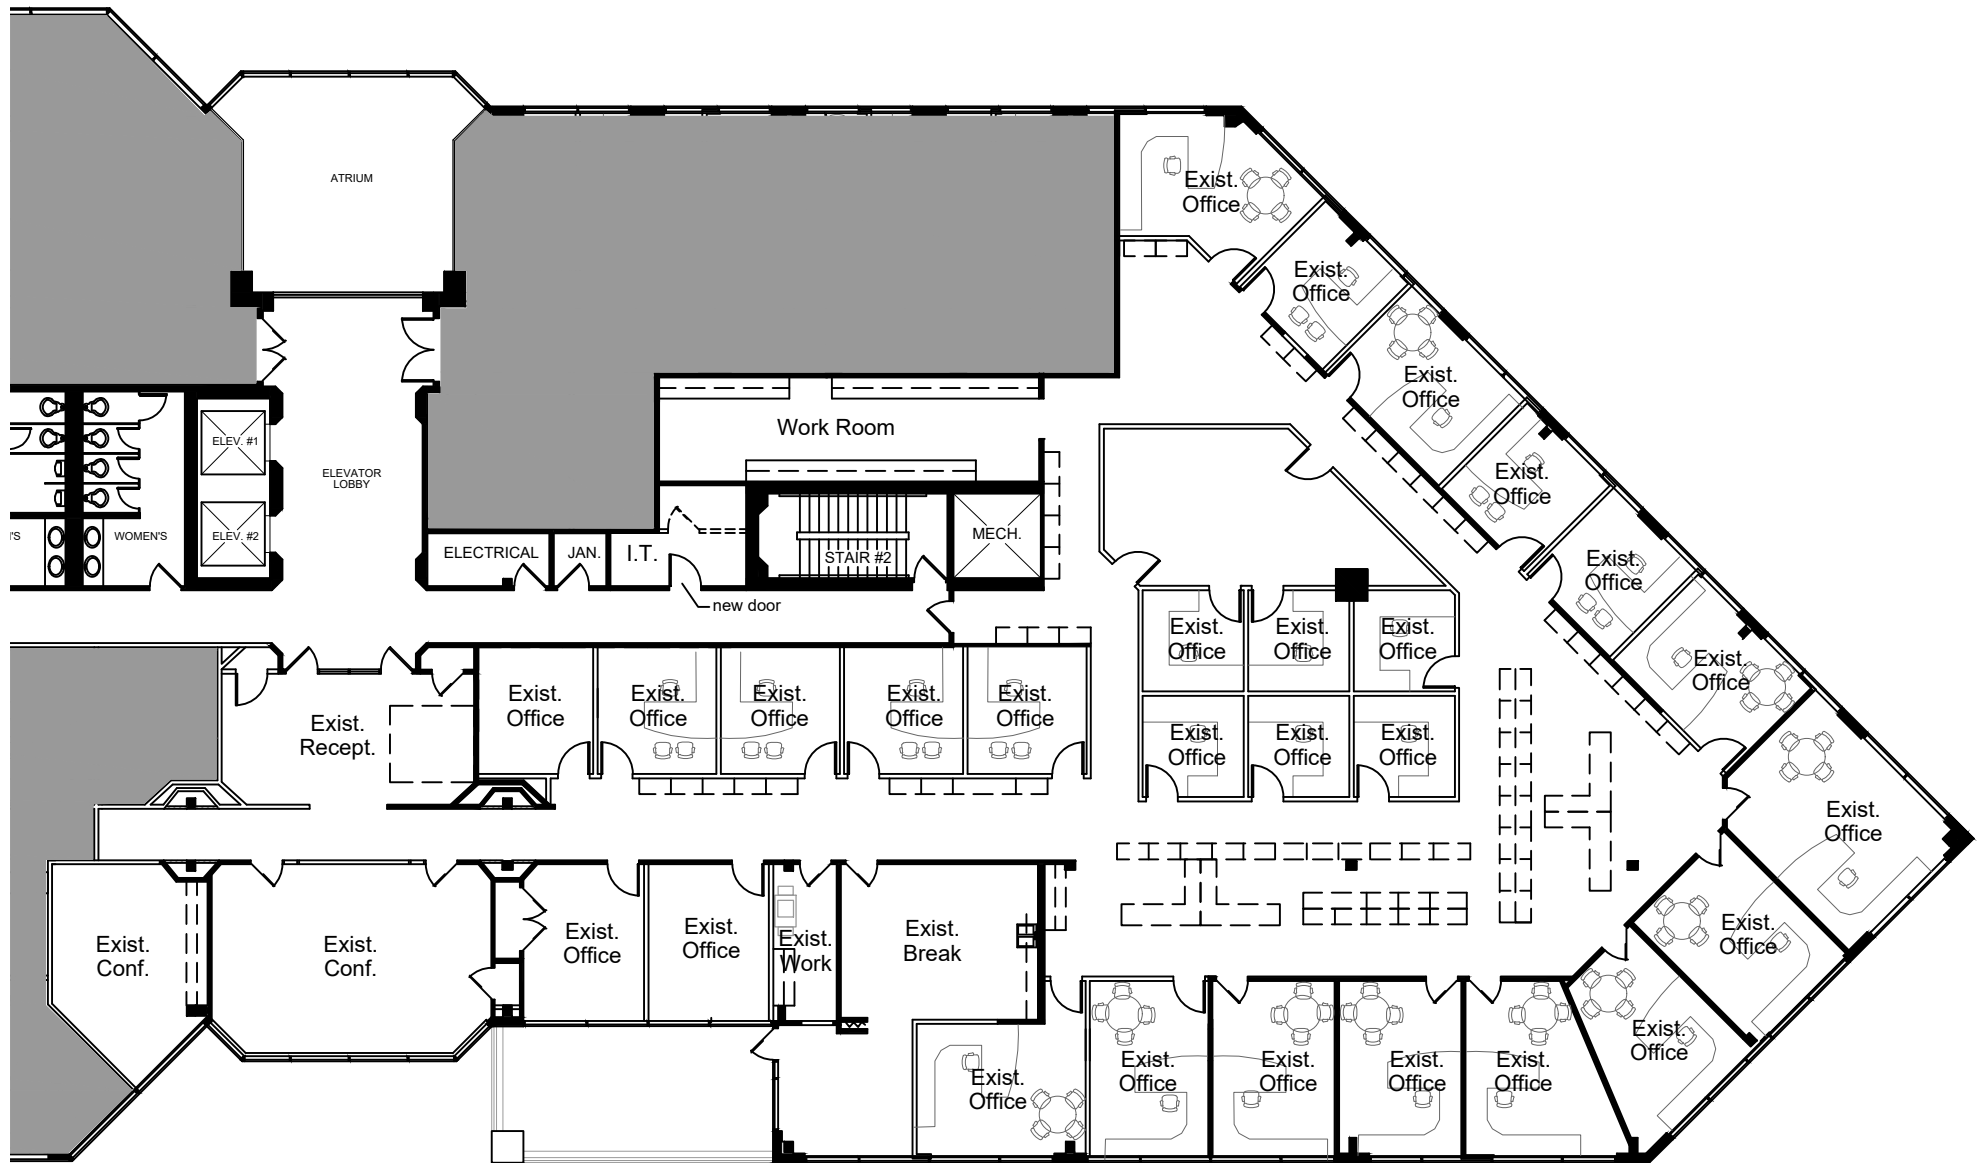 ATRIUM
Exist.
Office
Exist.
Office
Exist.
Office
Work Room
ELEV. #1
ELEVATOR
LOBBY
Exist.
Office
'S
WOMEN'S
ELEV. #2
ELECTRICAL
JAN.
I.T.
STAIR #2
MECH.
Exist.
Office
new door
Exist.
Office
Exist.
Office
Exist.
Office
Exist.
Office
Exist.
Recept.
Exist.
Office
Exist.
Office
Exist.
Office
Exist.
Office
Exist.
Office
Exist.
Office
Exist.
Office
Exist.
Office
Exist.
Office
Exist.
Conf.
Exist.
Conf.
Exist.
Office
Exist.
Office
Exist.
Work
Exist.
Break
Exist.
Office
Exist.
Office
Exist.
Office
Exist.
Office
Exist.
Office
Exist.
Office
Exist.
Office